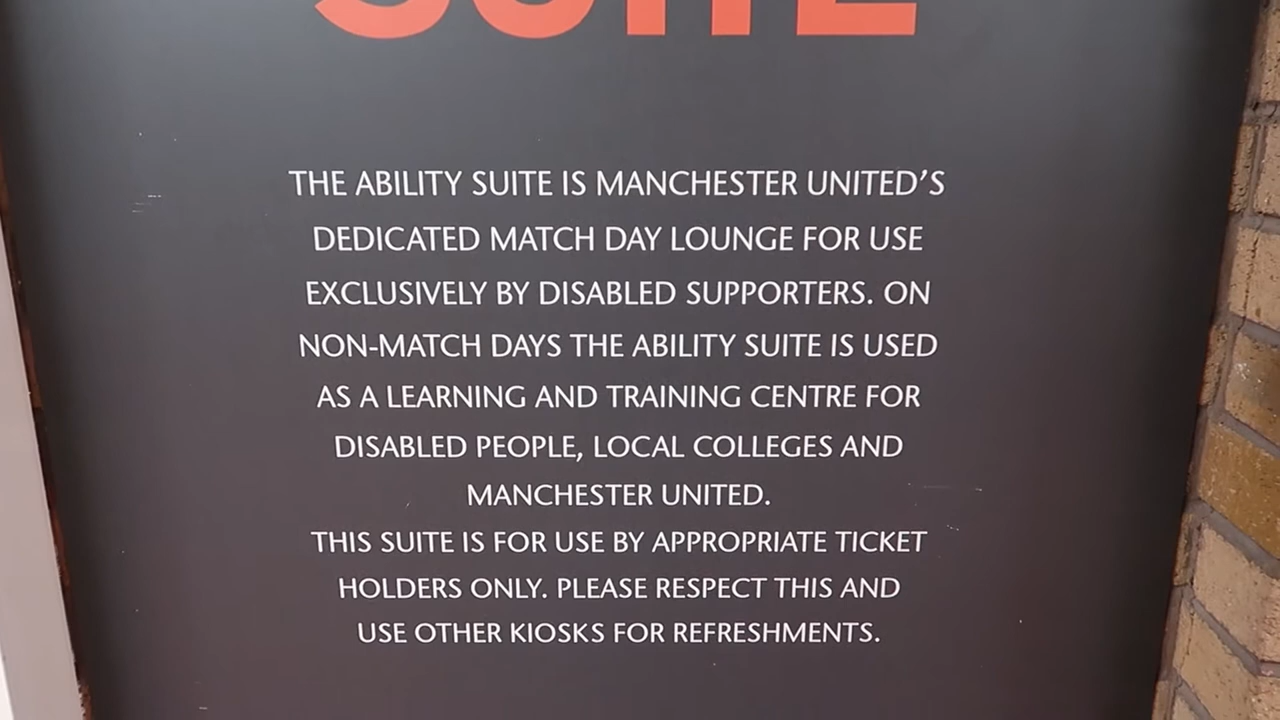 SUITE
THE ABILITY SUITE IS MANCHESTER UNITED'S
DEDICATED MATCH DAY LOUNGE FOR USE
EXCLUSIVELY BY DISABLED SUPPORTERS. ON
NON-MATCH DAYS THE ABILITY SUITE IS USED
AS A LEARNING AND TRAINING CENTRE FOR
DISABLED PEOPLE, LOCAL COLLEGES AND
MANCHESTER UNITED.
THIS SUITE IS FOR USE BY APPROPRIATE TICKET
HOLDERS ONLY. PLEASE RESPECT THIS AND
USE OTHER KIOSKS FOR REFRESHMENTS.